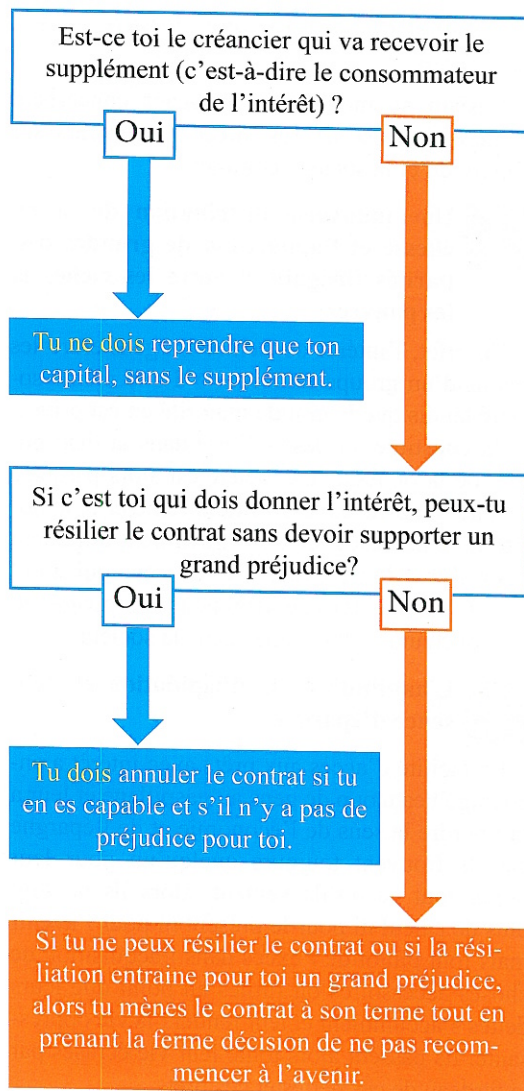 Est-ce toi le créancier qui va recevoir le
supplément (c'est-à-dire le consommateur
de l'intérêt) ?
Oui
Non
Tu ne dois reprendre que ton
capital, sans le supplément.
Si c'est toi qui dois donner l'intérêt, peux-tu
résilier le contrat sans devoir supporter un
grand préjudice?
Oui
Non
Tu dois annuler le contrat si tu
en es capable et s'il n'y a pas de
préjudice pour toi.
Si tu ne peux résilier le contrat ou si la rési-
liation entraine pour toi un grand préjudice,
alors tu mènes le contrat à son terme tout en
prenant la ferme décision de ne pas recom-
mencer à l'avenir.